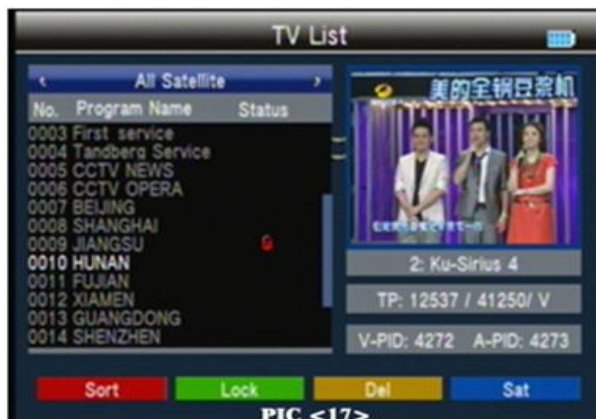 TV List
All Satellite
No. Program Name Status
0003 First service
0004 Tandberg Service
0005 CCTV NEWS
0006 CCTV OPERA
0007 BEIJING
0008 SHANGHAI
0009 JIANGSU
0010 HUNAN
0011 FUJIAN
0012 XIAMEN
0013 GUANGDONG
0014 SHENZHEN
美的全钢豆浆机
2: Ku-Sirius 4
TP: 12537 / 41250/ V
V-PID: 4272 A-PID: 4273
Sort Lock Del Sat
PIC <17>